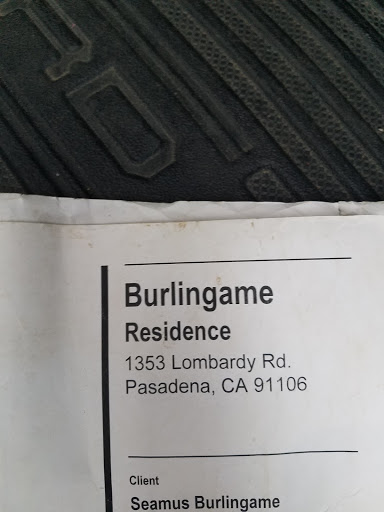 Burlingame
Residence
1353 Lombardy Rd.
Pasadena, CA 91106
Client
Seamus Burlingame